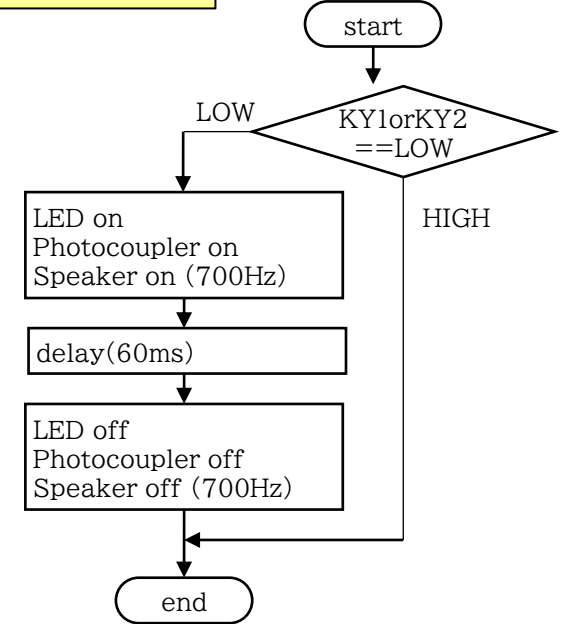 start
KY1orKY2
==LOW
LOW
HIGH
LED on
Photocoupler on
Speaker on (700Hz)
delay(60ms)
LED off
Photocoupler off
Speaker off (700Hz)
end